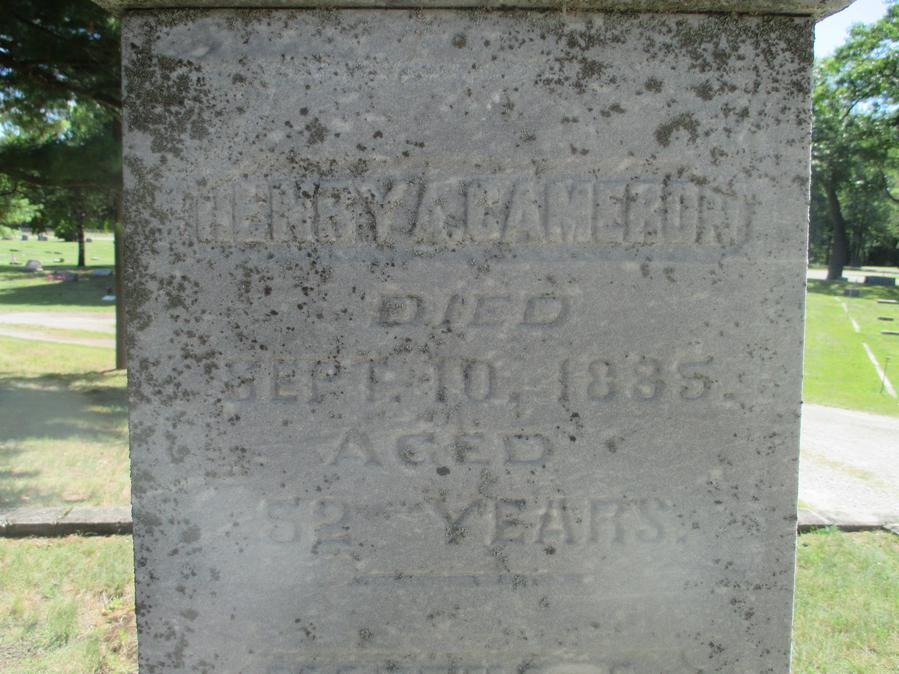 HENRY A. CAMERON
DIED
SEPT. 10, 1885.
AGED
52 YEARS.